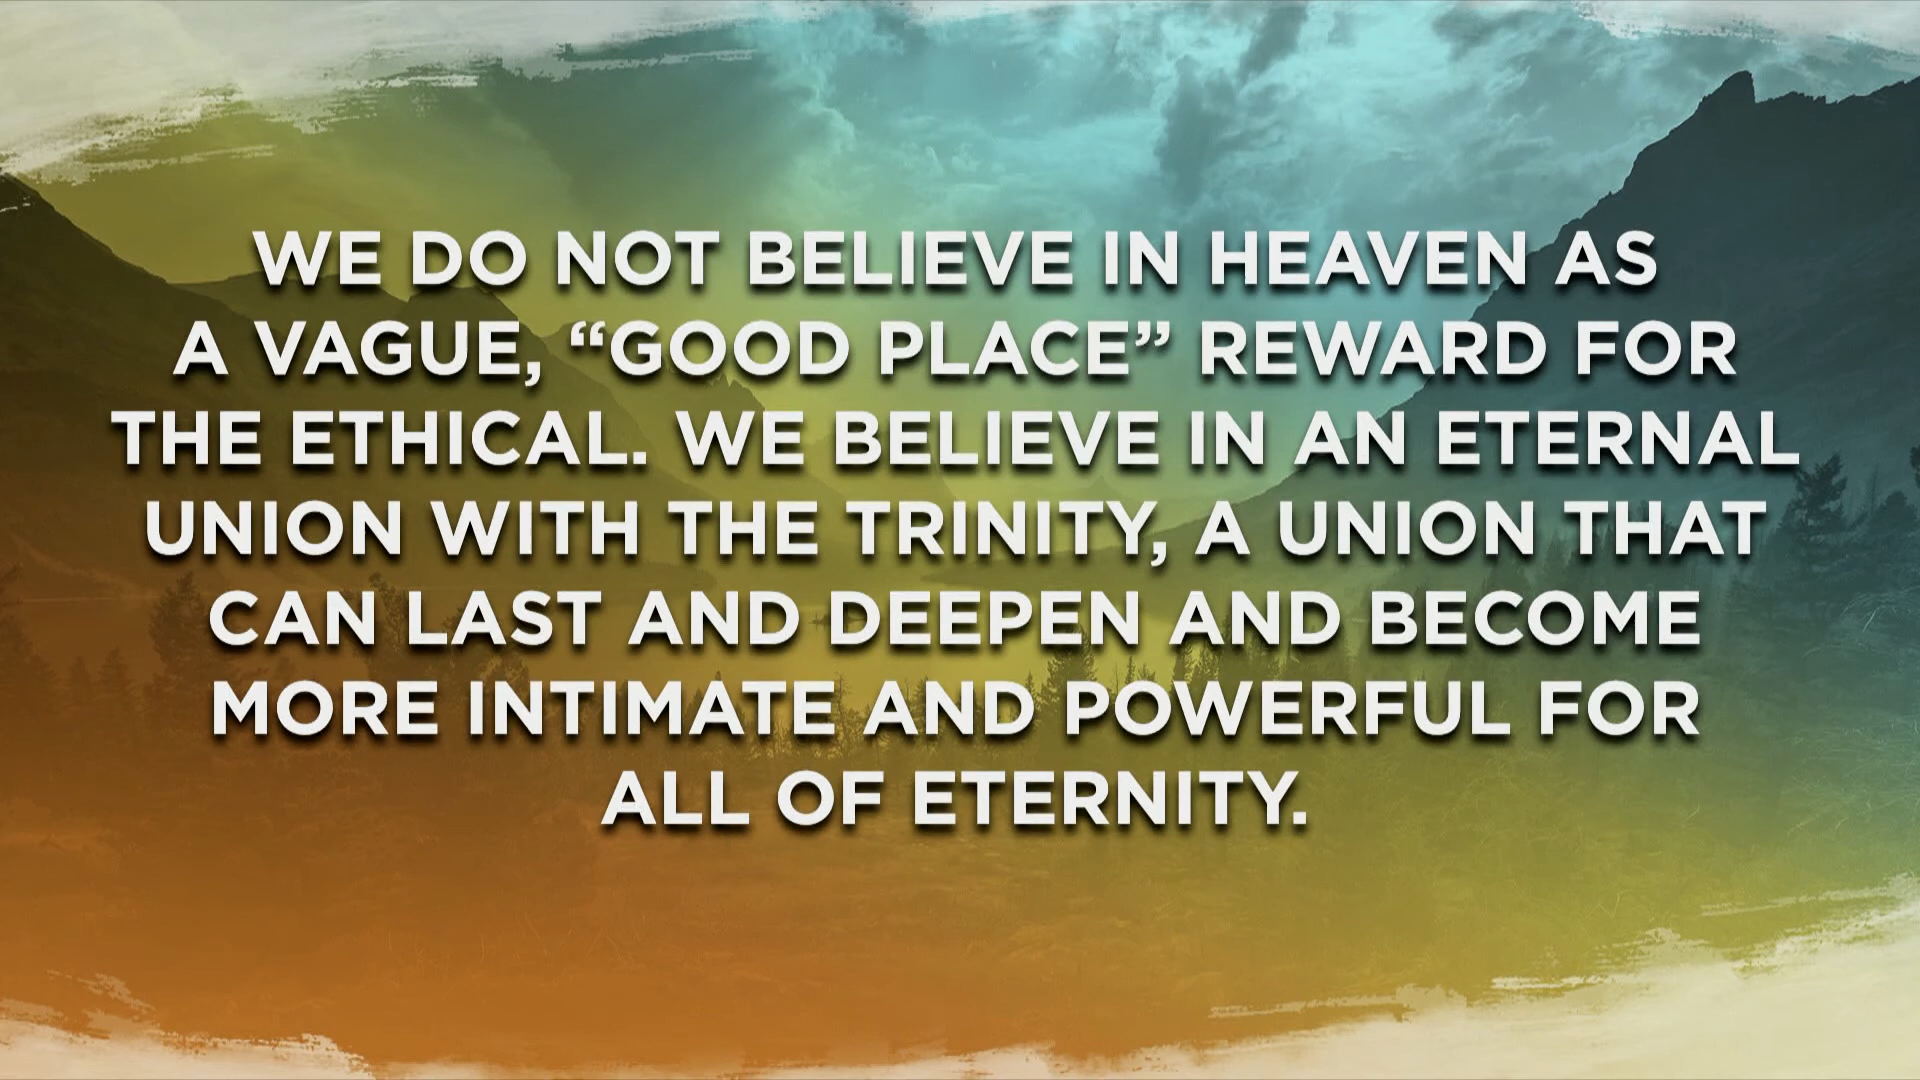 WE DO NOT BELIEVE IN HEAVEN AS
A VAGUE, “GOOD PLACE” REWARD FOR
THE ETHICAL. WE BELIEVE IN AN ETERNAL
UNION WITH THE TRINITY, A UNION THAT
CAN LAST AND DEEPEN AND BECOME
MORE INTIMATE AND POWERFUL FOR
ALL OF ETERNITY.